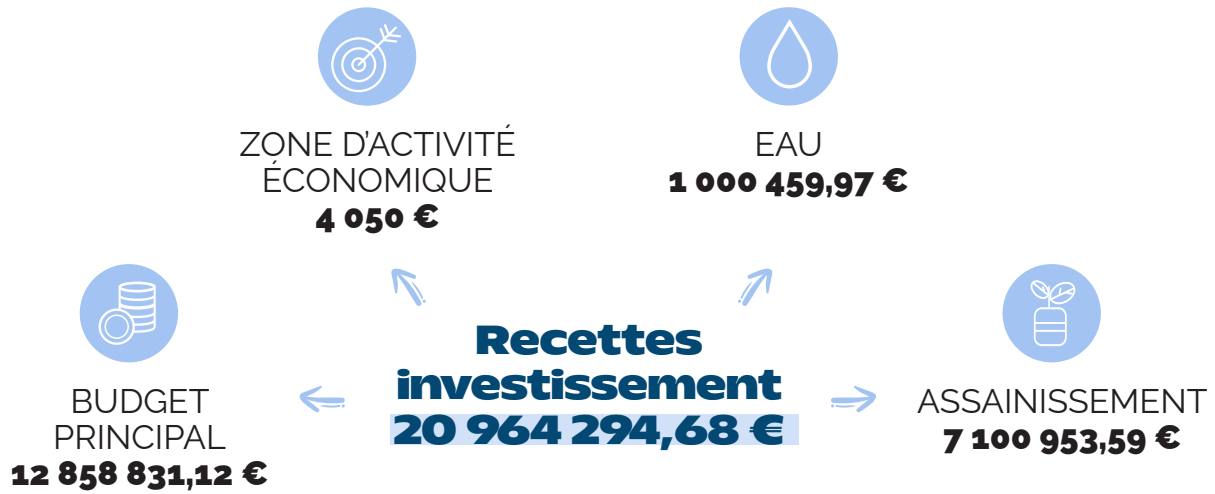 ZONE D'ACTIVITÉ
ÉCONOMIQUE
4 050 €
EAU
1 000 459,97 €
BUDGET
PRINCIPAL
12 858 831,12 €
Recettes
investissement
20 964 294,68 €
ASSAINISSEMENT
7 100 953,59 €